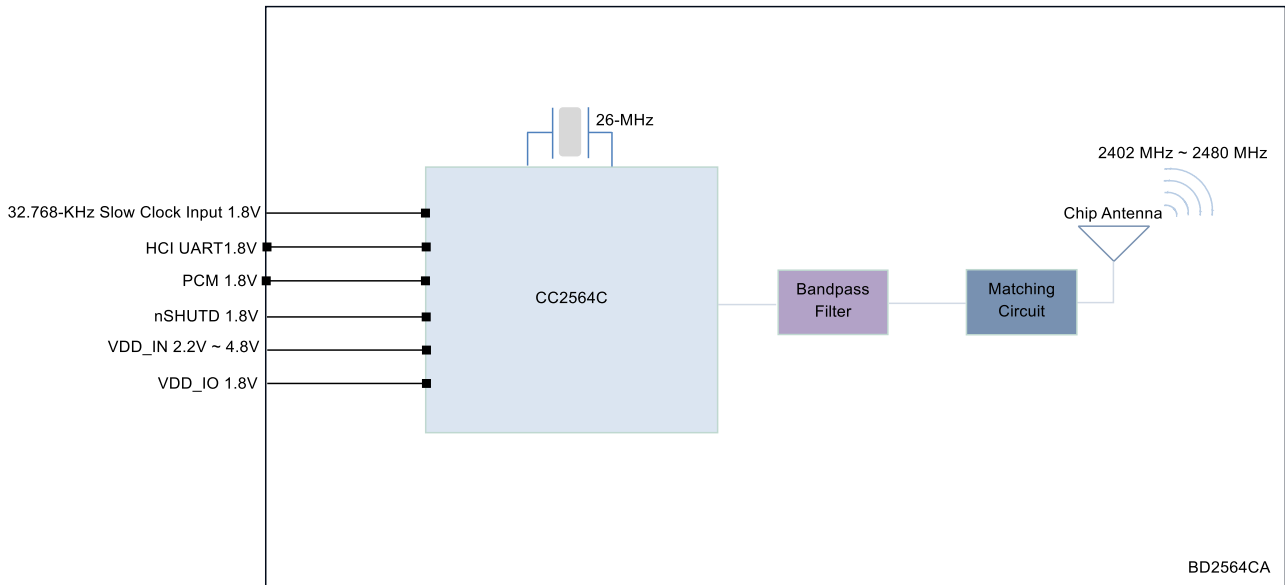 26-MHz
2402 MHz ~ 2480 MHz
Chip Antenna
32.768-KHz Slow Clock Input 1.8V
HCI UART1.8V
PCM 1.8V
nSHUTD 1.8V
VDD_IN 2.2V ~ 4.8V
VDD_IO 1.8V
CC2564C
Bandpass
Filter
Matching
Circuit
BD2564CA